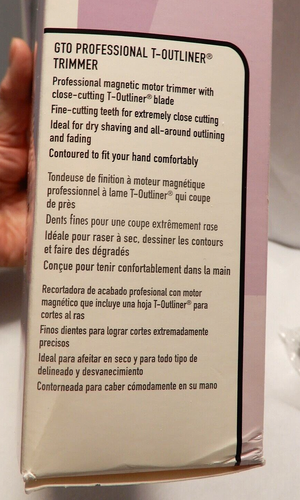 GTO PROFESSIONAL T-OUTLINER®
TRIMMER
Professional magnetic motor trimmer with
close-cutting T-Outliner® blade
Fine-cutting teeth for extremely close cutting
Ideal for dry shaving and all-around outlining
and fading
Contoured to fit your hand comfortably
Tondeuse de finition à moteur magnétique
professionnel à lame T-Outliner® qui coupe
de près
Dents fines pour une coupe extrêmement rase
Idéale pour raser à sec, dessiner les contours
et faire des dégradés
Conçue pour tenir confortablement dans la main
Recortadora de acabado profesional con motor
magnético que incluye una hoja T-Outliner® para
cortes al ras
Finos dientes para lograr cortes extremadamente
precisos
Ideal para afeitar en seco y para todo tipo de
delineado y desvanecimiento
Contorneada para caber cómodamente en su mano